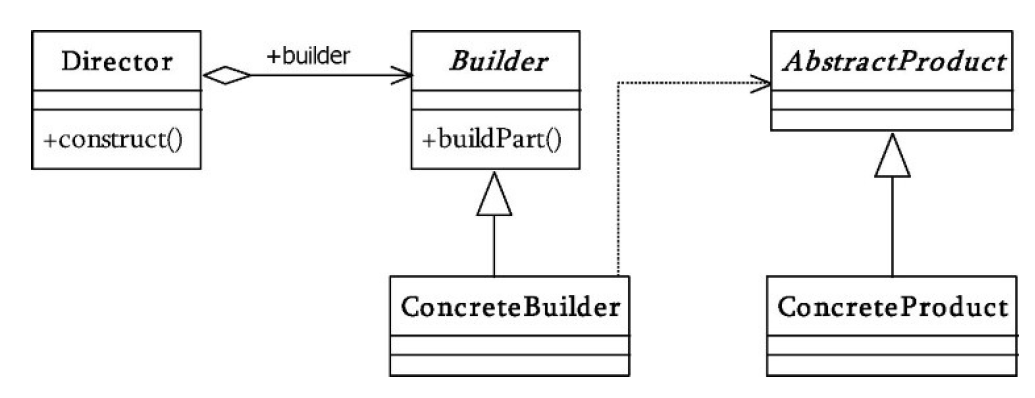 Director
+construct()
+builder
Builder
+buildPart()
AbstractProduct
ConcreteBuilder
ConcreteProduct